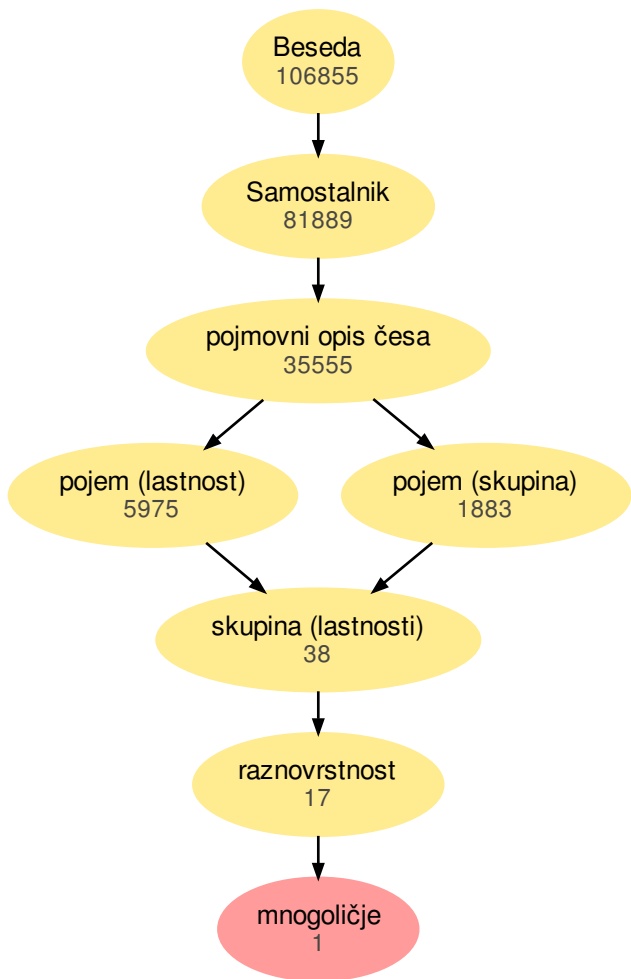 Beseda
106855
Samostalnik
81889
pojmovni opis česa
35555
pojem (lastnost)
5975
pojem (skupina)
1883
skupina (lastnosti)
38
raznovrstnost
17
mnogoličje
1